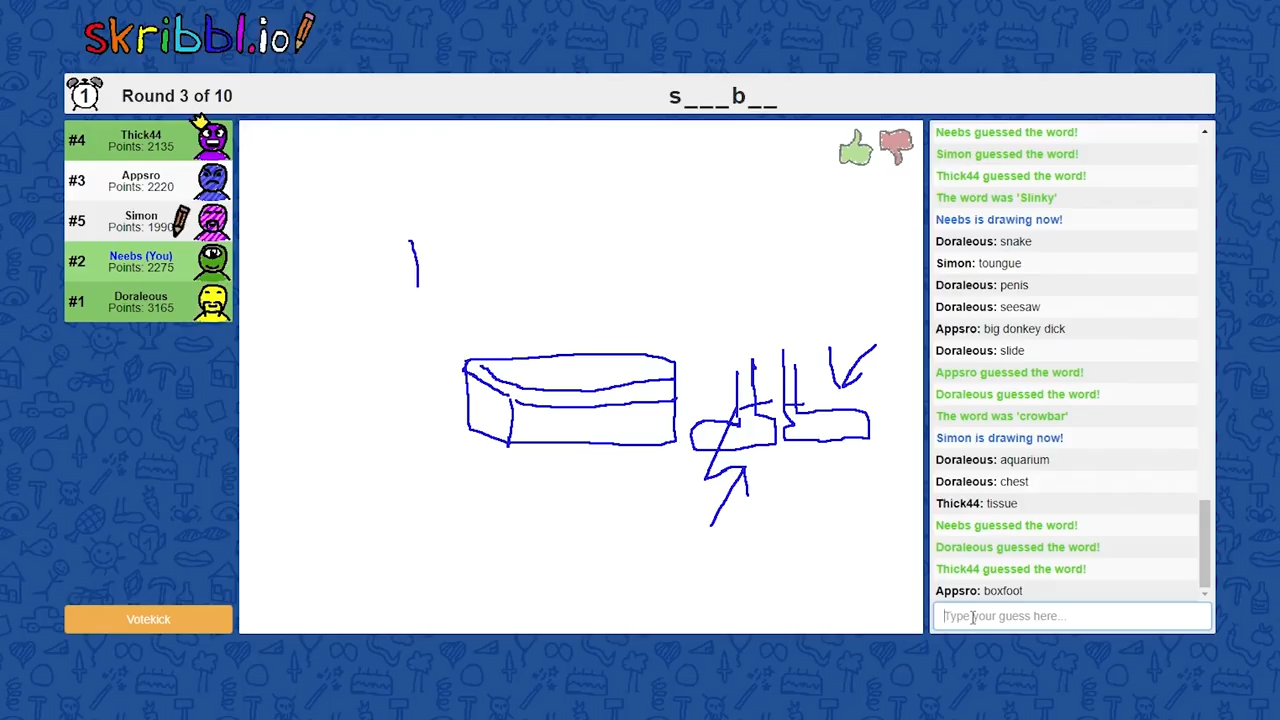 skribbl.io
1
Round 3 of 10
s___b__
#4
Thick44
Points: 2135
#3
Appsro
Points: 2220
#5
Simon
Points: 1990
#2
Neebs (You)
Points: 2275
#1
Doraleous
Points: 3165
Votekick
Neebs guessed the word!
Simon guessed the word!
Thick44 guessed the word!
The word was 'Slinky'
Neebs is drawing now!
Doraleous: snake
Simon: toungue
Doraleous: penis
Doraleous: seesaw
Appsro: big donkey dick
Doraleous: slide
Appsro guessed the word!
Doraleous guessed the word!
The word was 'crowbar'
Simon is drawing now!
Doraleous: aquarium
Doraleous: chest
Thick44: tissue
Neebs guessed the word!
Doraleous guessed the word!
Thick44 guessed the word!
Appsro: boxfoot
Type your guess here...